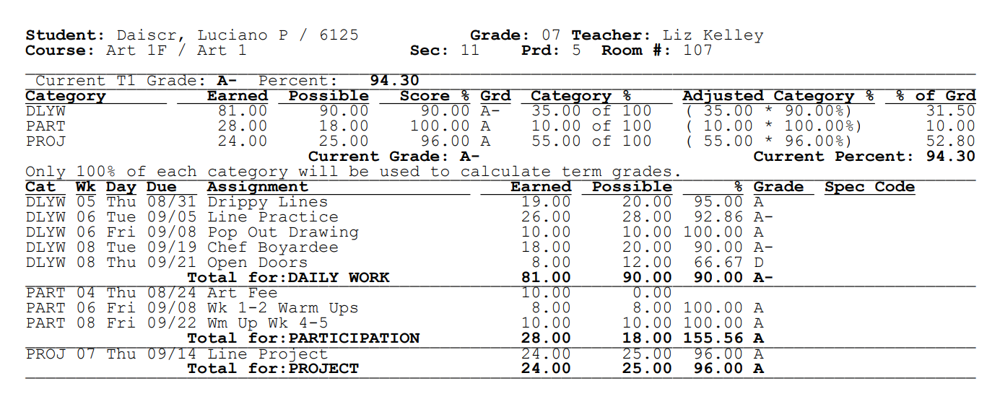 Student: Daiscr, Luciano P / 6125 Grade: 07 Teacher: Liz Kelley
Course: Art 1F / Art 1 Sec: 11 Prd: 5 Room #: 107
Current T1 Grade: A- Percent: 94.30
Category Earned Possible Score % Grd Category % Adjusted Category % % of Grd
DLYW 81.00 90.00 90.00 A- 35.00 of 100 ( 35.00 * 90.00%) 31.50
PART 28.00 18.00 100.00 A 10.00 of 100 ( 10.00 * 100.00%) 10.00
PROJ 24.00 25.00 96.00 A 55.00 of 100 ( 55.00 * 96.00%) 52.80
Current Grade: A- Current Percent: 94.30
Only 100% of each category will be used to calculate term grades.
Cat Wk Day Due Assignment Earned Possible % Grade Spec Code
DLYW 05 Thu 08/31 Drippy Lines 19.00 20.00 95.00 A
DLYW 06 Tue 09/05 Line Practice 26.00 28.00 92.86 A-
DLYW 06 Fri 09/08 Pop Out Drawing 10.00 10.00 100.00 A
DLYW 08 Tue 09/19 Chef Boyardee 18.00 20.00 90.00 A-
DLYW 08 Thu 09/21 Open Doors 8.00 12.00 66.67 D
Total for:DAILY WORK 81.00 90.00 90.00 A-
PART 04 Thu 08/24 Art Fee 10.00 0.00
PART 06 Fri 09/08 Wk 1-2 Warm Ups 8.00 8.00 100.00 A
PART 08 Fri 09/22 Wm Up Wk 4-5 10.00 10.00 100.00 A
Total for:PARTICIPATION 28.00 18.00 155.56 A
PROJ 07 Thu 09/14 Line Project 24.00 25.00 96.00 A
Total for:PROJECT 24.00 25.00 96.00 A